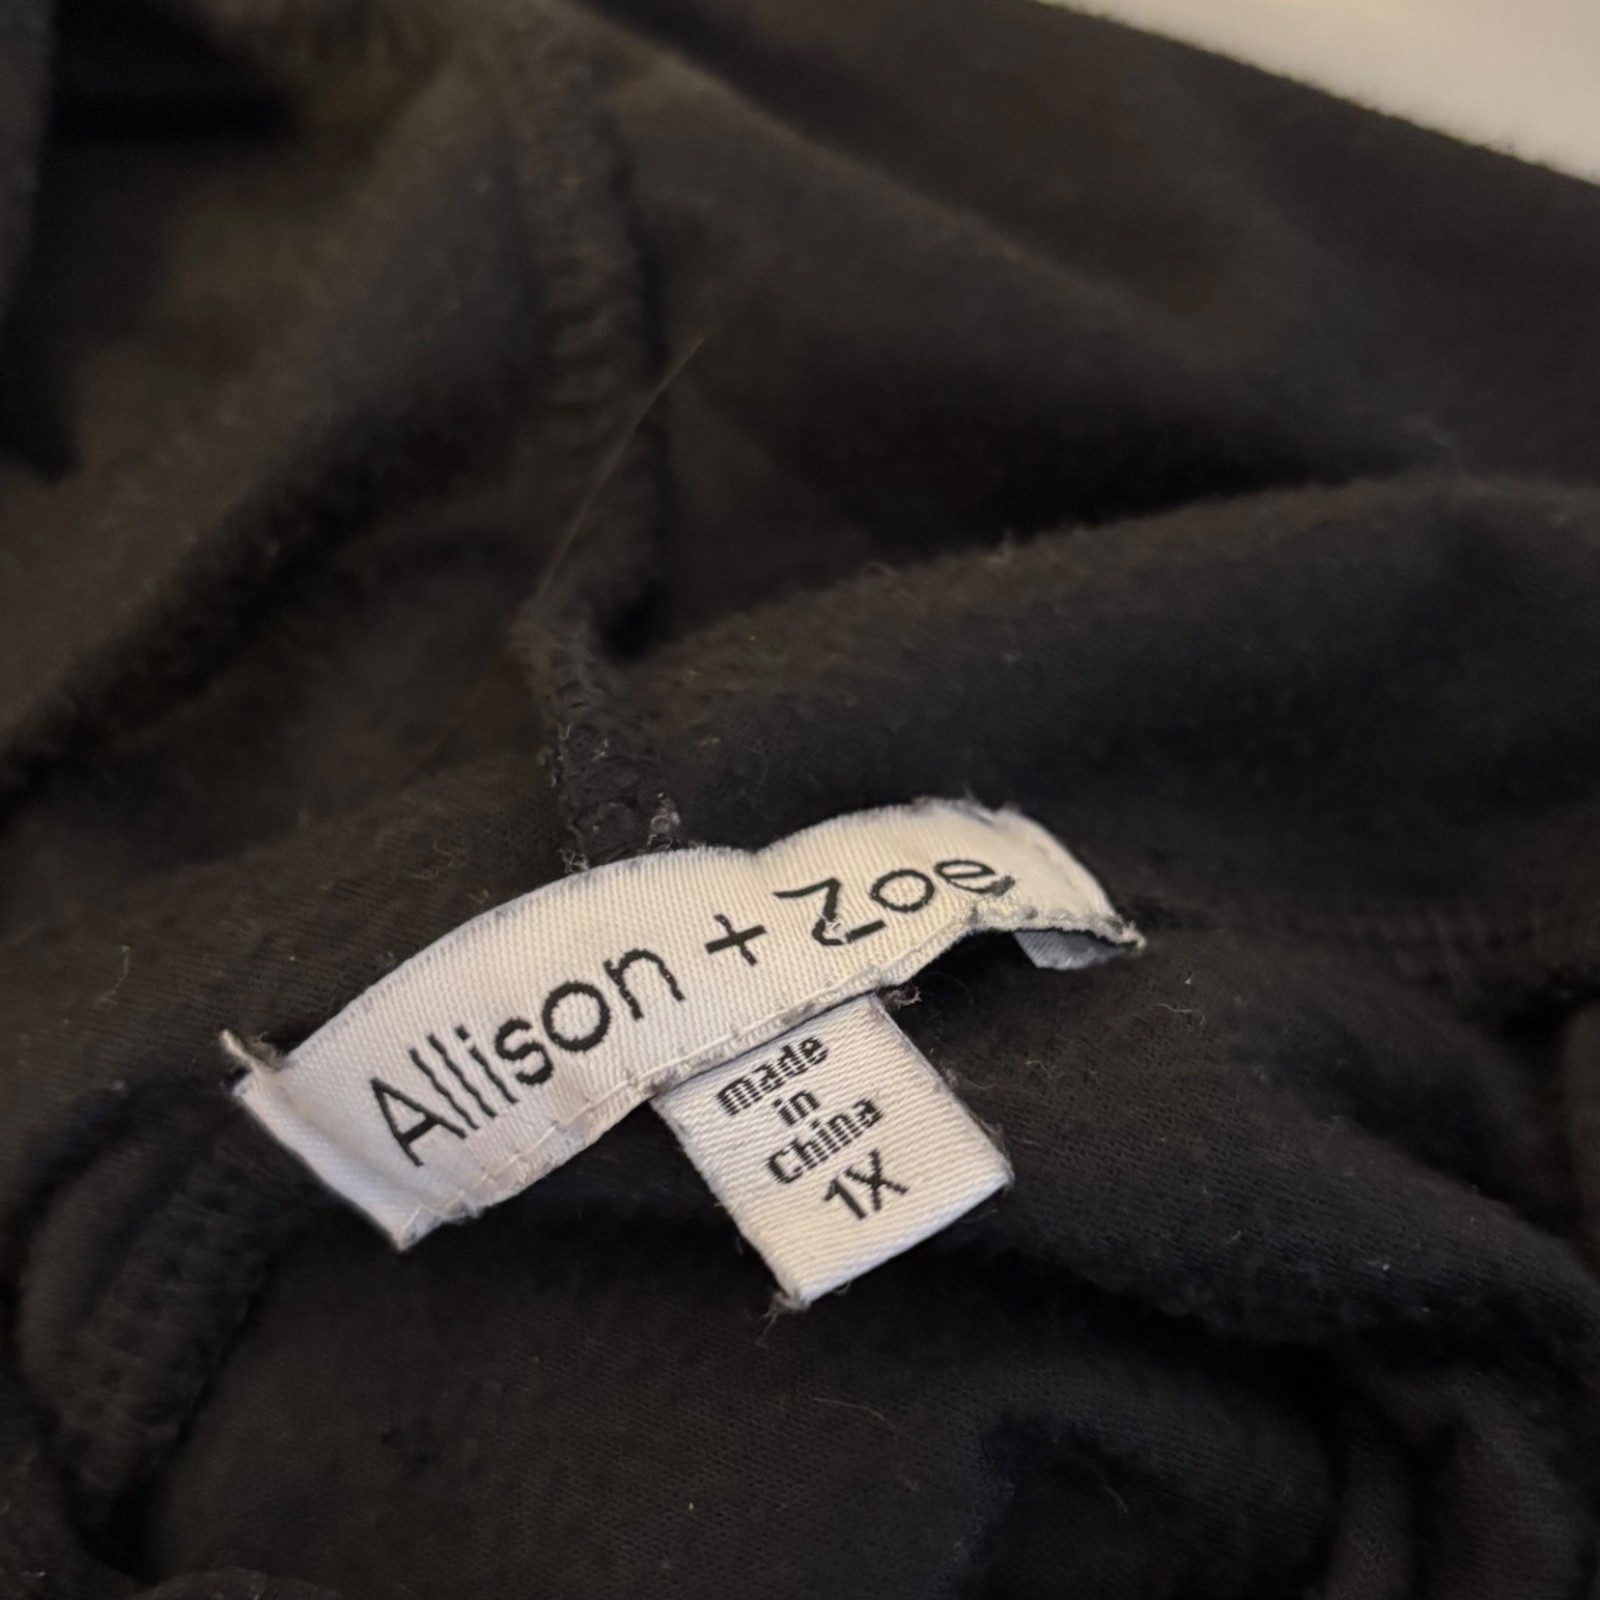 Allison + Zoe
made
in
China
1X